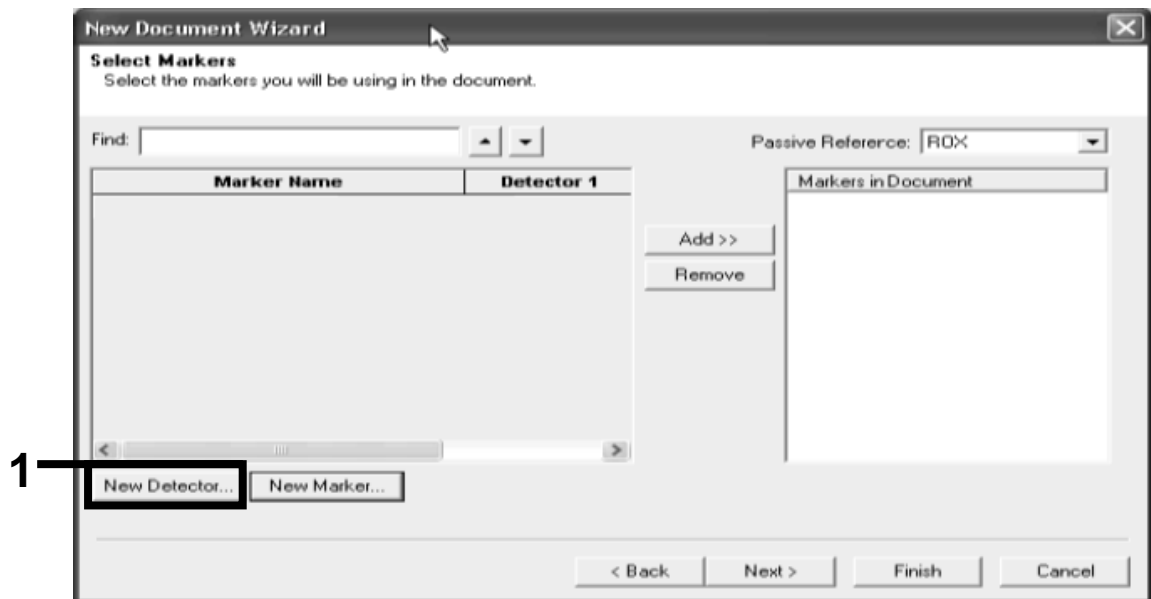 New Document Wizard
Select Markers
Select the markers you will be using in the document.
Find:
Passive Reference: ROX
Marker Name Detector 1
Markers in Document
Add >>
Remove
1
New Detector... New Marker...
< Back Next > Finish Cancel